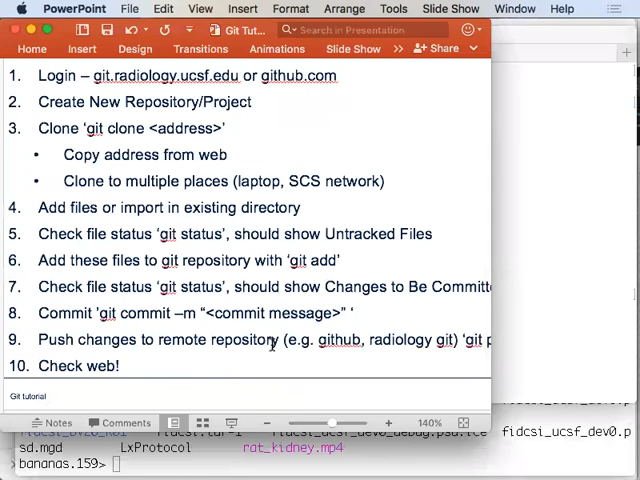 PowerPoint File Edit View Insert Format Arrange Tools Slide Show Window Help
Git Tut... Search in Presentation
Home Insert Design Transitions Animations Slide Show >> Share
1. Login – git.radiology.ucsf.edu or github.com
2. Create New Repository/Project
3. Clone ‘git clone <address>’
• Copy address from web
• Clone to multiple places (laptop, SCS network)
4. Add files or import in existing directory
5. Check file status ‘git status’, should show Untracked Files
6. Add these files to git repository with ‘git add’
7. Check file status ‘git status’, should show Changes to Be Committe
8. Commit ’git commit –m “<commit message>” ‘
9. Push changes to remote repository (e.g. github, radiology git) ‘git p
10. Check web!
Git tutorial
Notes Comments 140%
fidcsi_ucsf_dev0_debug.psd.ice fidcsi_ucsf_dev0.p
sd.mgd LxProtocol rat_kidney.mp4
bananas.159>